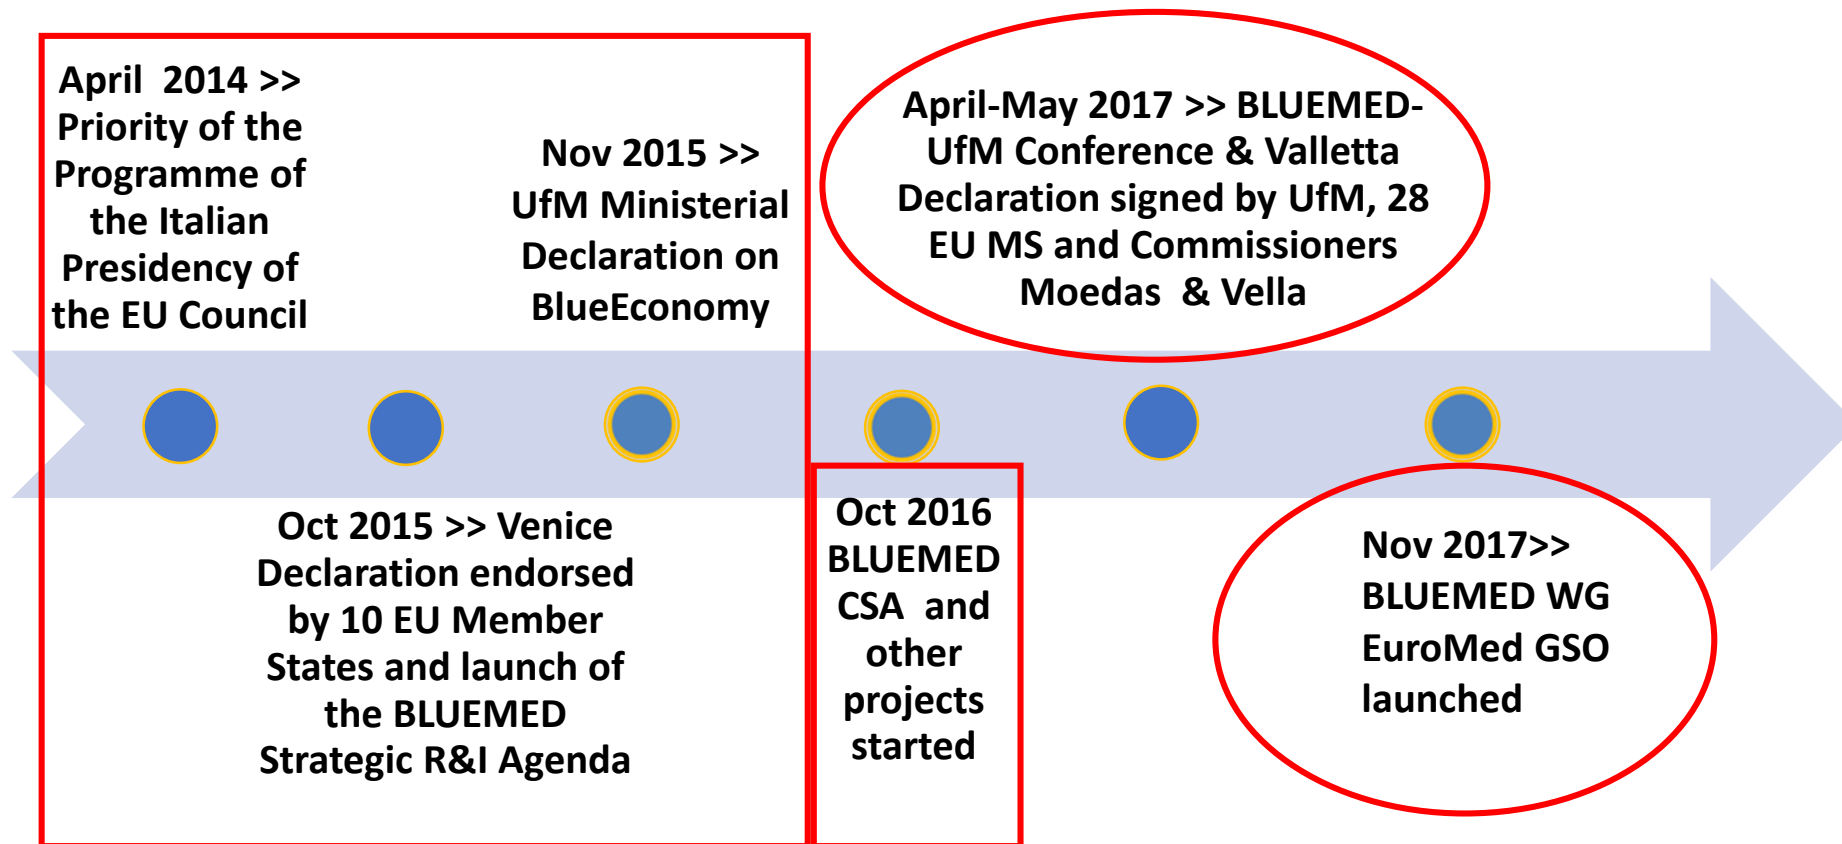 April  2014 >>
Priority of the
Programme of
the Italian
Presidency of
the EU Council
Oct 2015 >> Venice
Declaration endorsed
by 10 EU Member
States and launch of
the BLUEMED
Strategic R&I Agenda
Nov 2015 >>
UfM Ministerial
Declaration on
BlueEconomy
Oct 2016
BLUEMED
CSA  and
other
projects
started
April-May 2017 >> BLUEMED-
UfM Conference & Valletta
Declaration signed by UfM, 28
EU MS and Commissioners
Moedas  & Vella
Nov 2017>>
BLUEMED WG
EuroMed GSO
launched